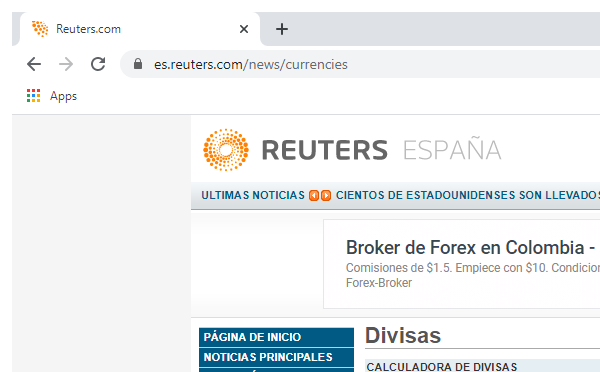 Reuters.com
es.reuters.com/news/currencies
Apps
REUTERS ESPAÑA
ULTIMAS NOTICIAS CIENTOS DE ESTADOUNIDENSES SON LLEVADOS
Broker de Forex en Colombia -
Comisiones de $1.5. Empiece con $10. Condicion
Forex-Broker
PÁGINA DE INICIO
Divisas
NOTICIAS PRINCIPALES
CALCULADORA DE DIVISAS